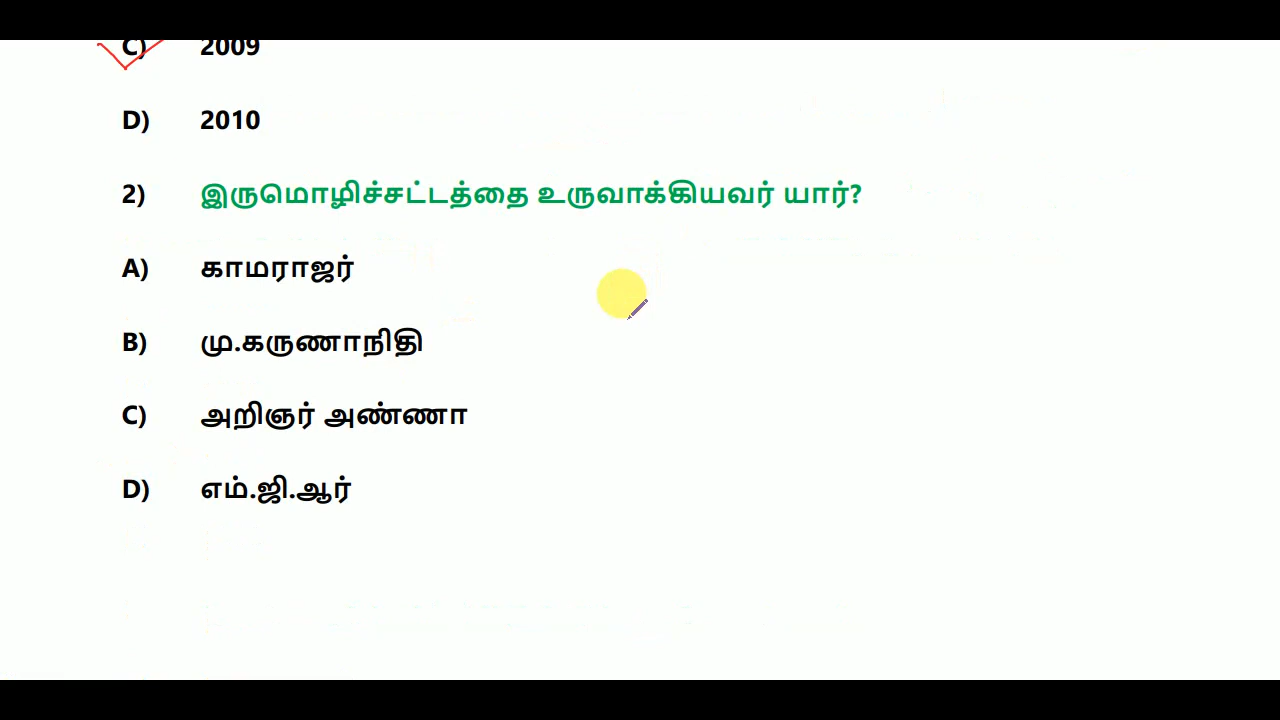 C) 2009
D) 2010
2) இருமொழிச்சட்டத்தை உருவாக்கியவர் யார்?
A) காமராஜர்
B) மு.கருணாநிதி
C) அறிஞர் அண்ணா
D) எம்.ஜி.ஆர்